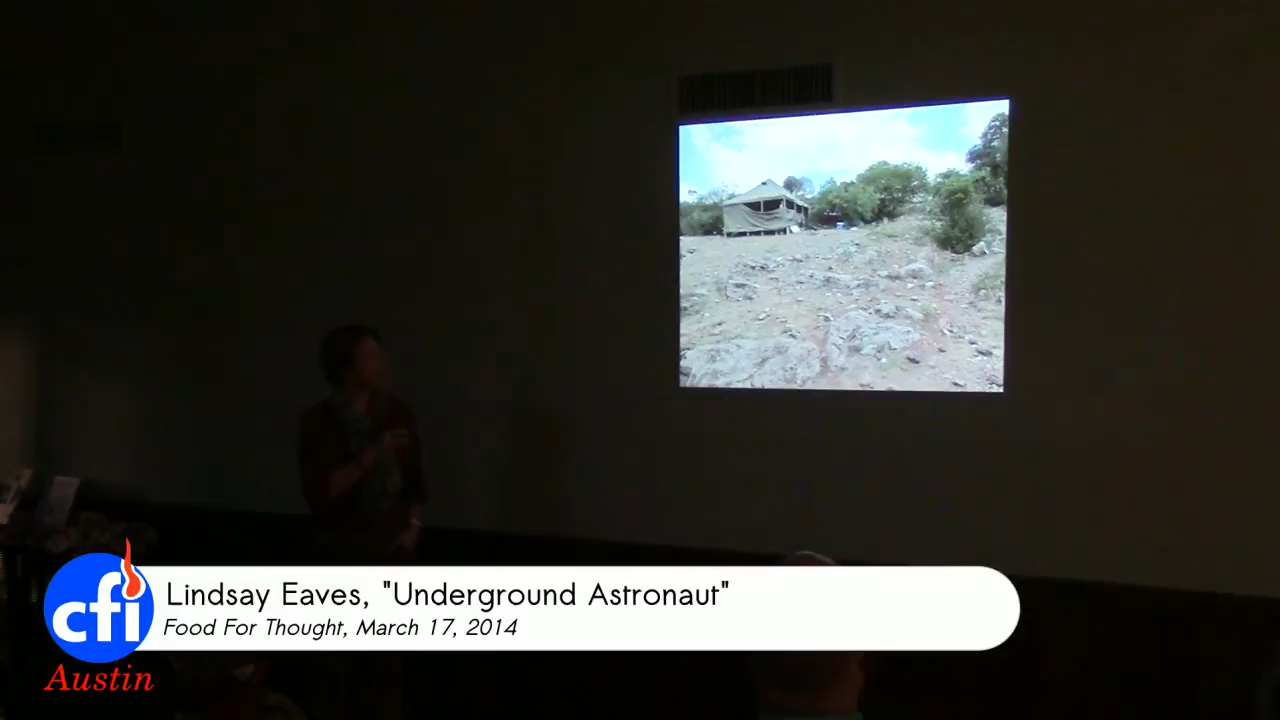 Lindsay Eaves, "Underground Astronaut"
Food For Thought, March 17, 2014
cfi
Austin